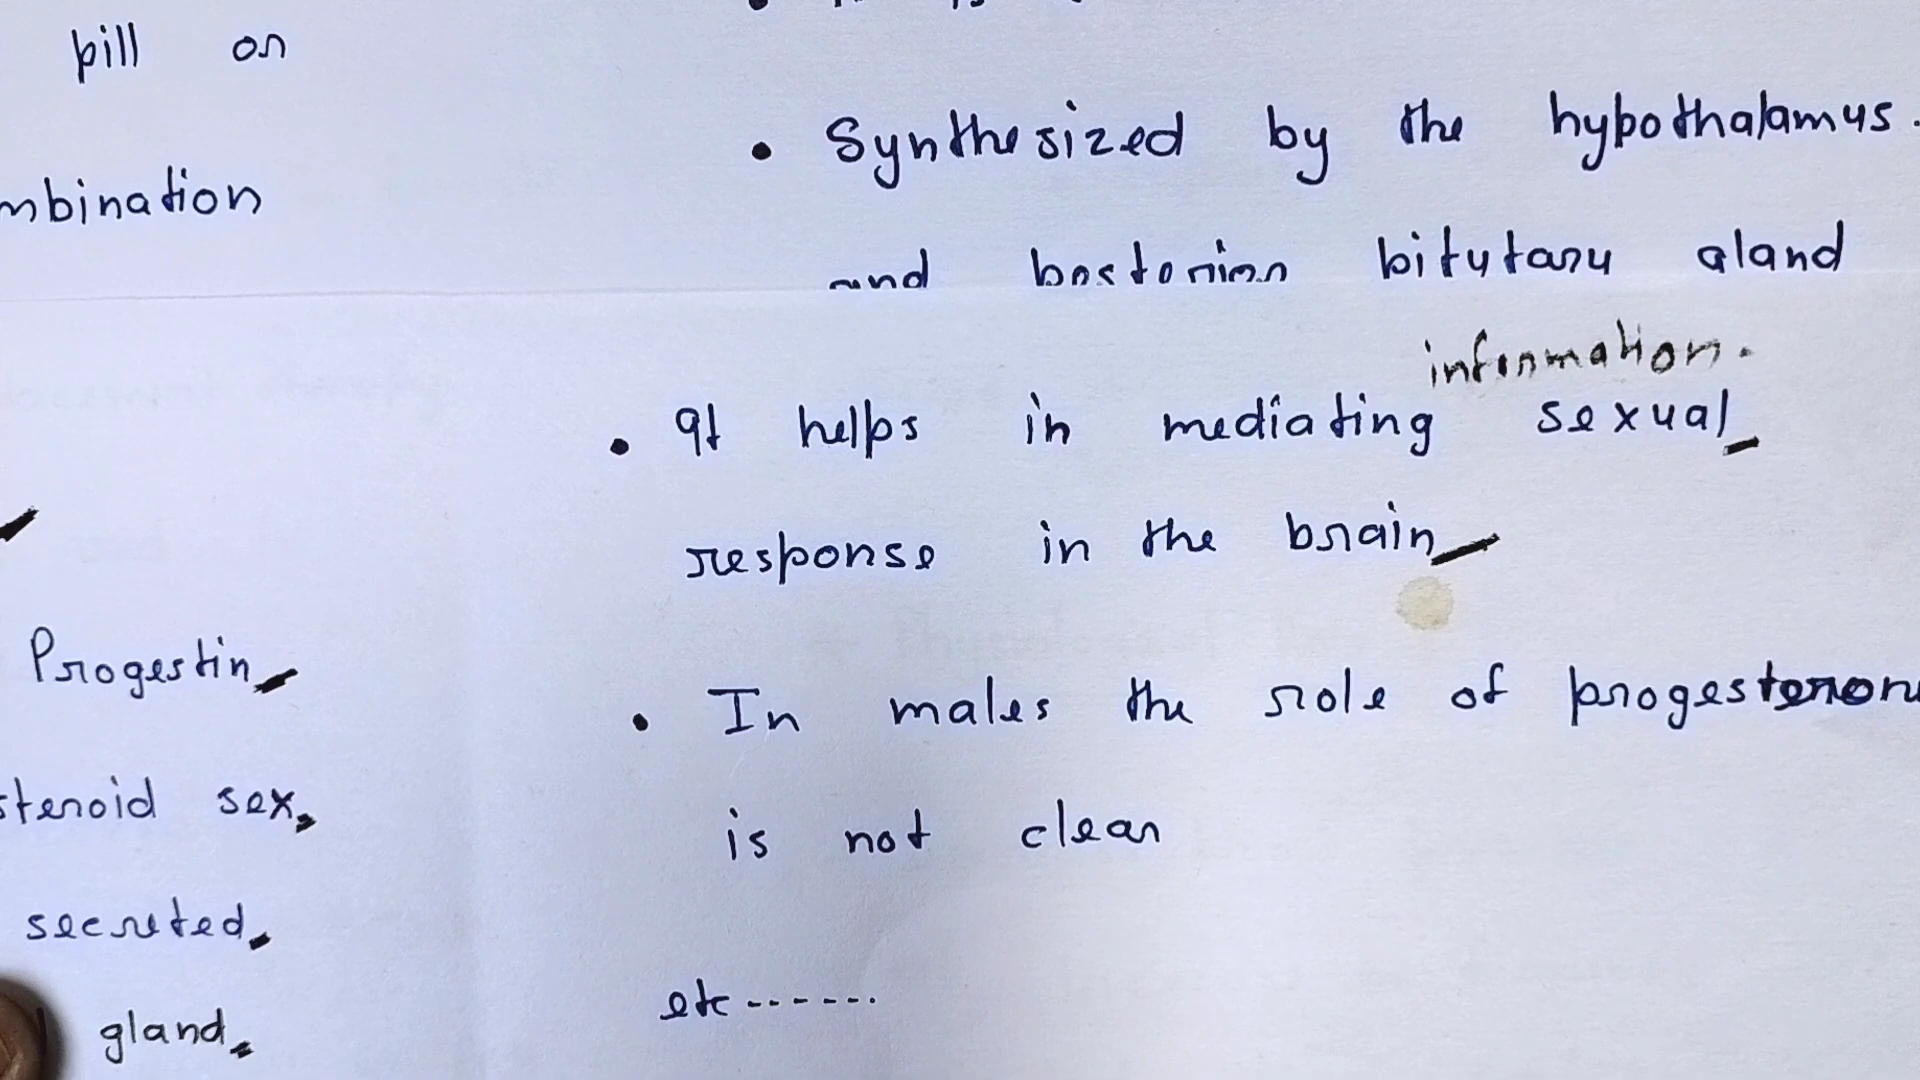 pill or
mbination
Progestin
steroid sex
secreted
gland
• Synthesized by the hypothalamus.
and posterior pitutary gland
information.
• It helps in mediating sexual
response in the brain
• In males the role of progesteron
is not clear
etc ------